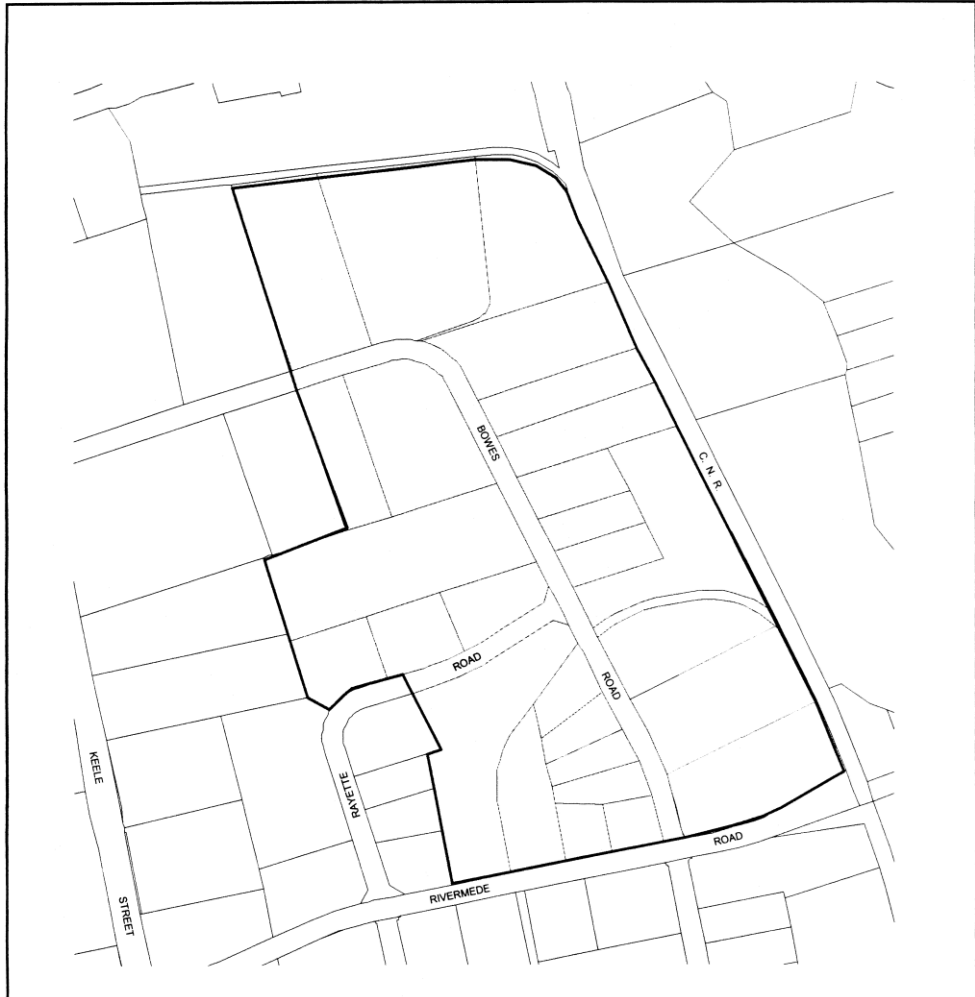 BOWES
C. N. R.
ROAD
ROAD
KEELE
RAYETTE
ROAD
RIVERMEDE
STREET